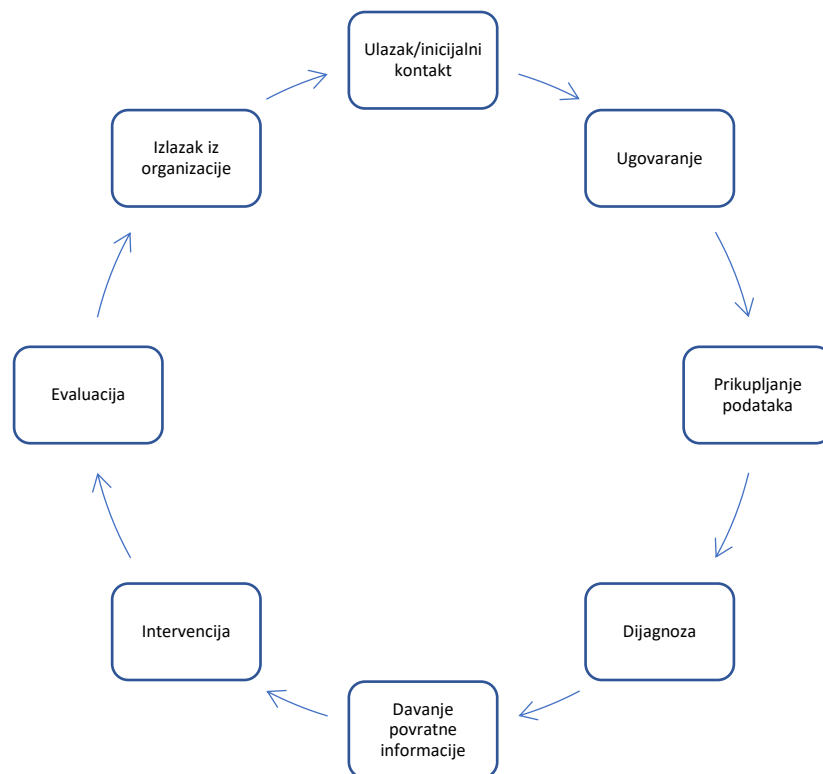 Ulazak/inicijalni
kontakt
Ugovaranje
Prikupljanje
podataka
Dijagnoza
Davanje
povratne
informacije
Intervencija
Evaluacija
Izlazak iz
organizacije